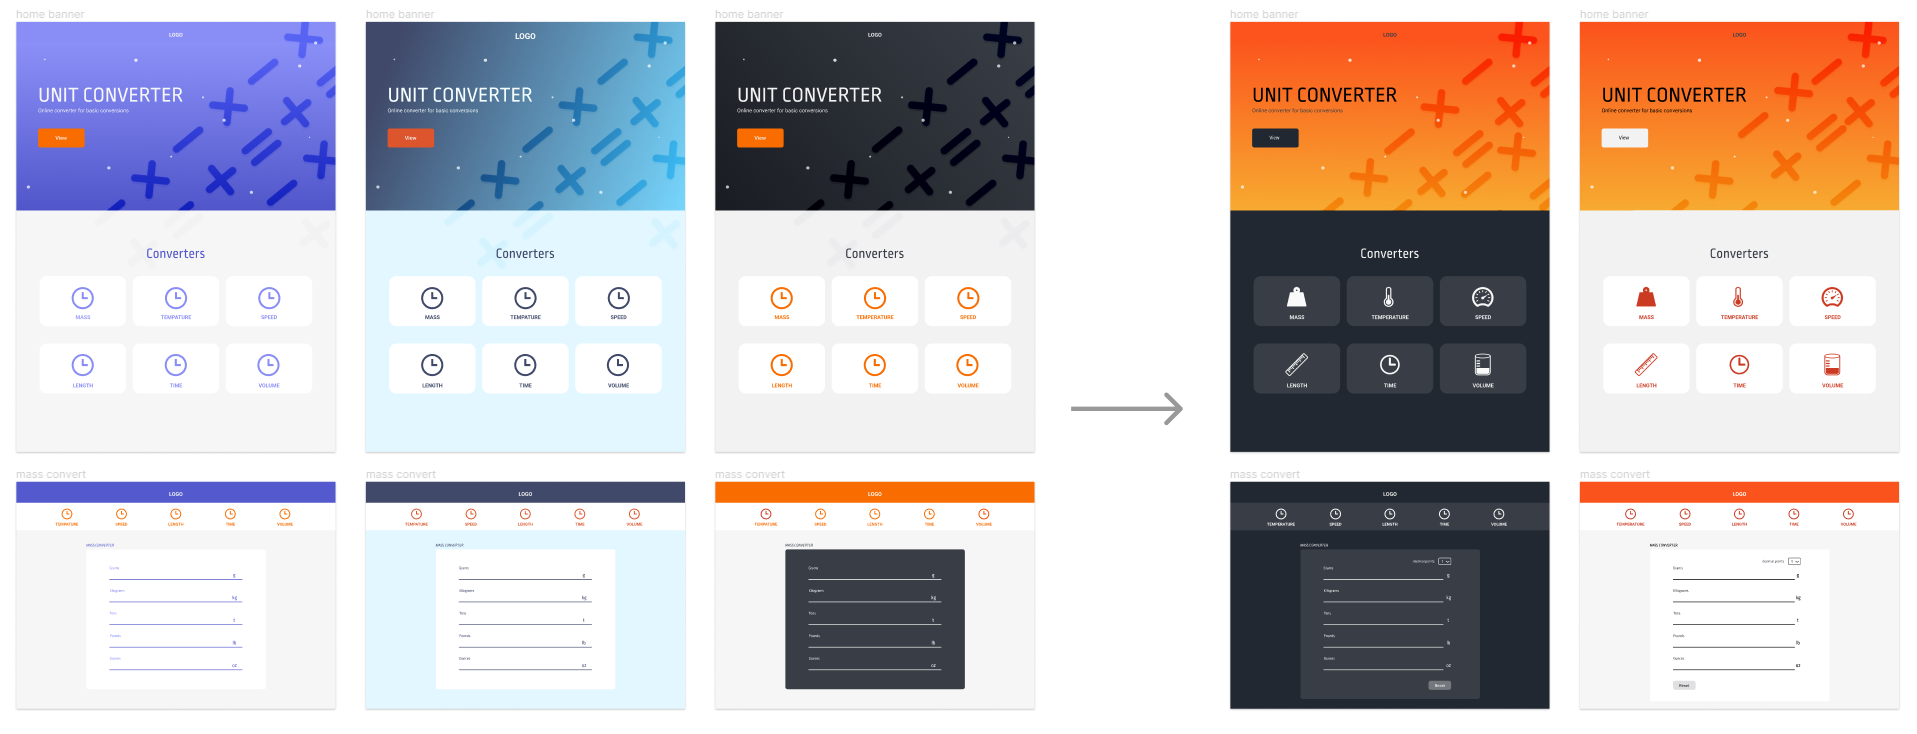 home banner
LOGO
UNIT CONVERTER
Online converter for basic conversions
View
Converters
MASS
TEMPATURE
SPEED
LENGTH
TIME
VOLUME
home banner
LOGO
UNIT CONVERTER
Online converter for basic conversions
View
Converters
MASS
TEMPATURE
SPEED
LENGTH
TIME
VOLUME
home banner
LOGO
UNIT CONVERTER
Online converter for basic conversions
View
Converters
MASS
TEMPERATURE
SPEED
LENGTH
TIME
VOLUME
home banner
LOGO
UNIT CONVERTER
Online converter for basic conversions
View
Converters
MASS
TEMPERATURE
SPEED
LENGTH
TIME
VOLUME
home banner
LOGO
UNIT CONVERTER
Online converter for basic conversions
View
Converters
MASS
TEMPERATURE
SPEED
LENGTH
TIME
VOLUME
mass convert
LOGO
TEMPATURE
SPEED
LENGTH
TIME
VOLUME
MASS CONVERTER
Grams
g
Kilograms
kg
Tons
t
Pounds
lb
Ounces
oz
mass convert
LOGO
TEMPATURE
SPEED
LENGTH
TIME
VOLUME
MASS CONVERTER
Grams
g
Kilograms
kg
Tons
t
Pounds
lb
Ounces
oz
mass convert
LOGO
TEMPATURE
SPEED
LENGTH
TIME
VOLUME
MASS CONVERTER
Grams
g
Kilograms
kg
Tons
t
Pounds
lb
Ounces
oz
mass convert
LOGO
TEMPERATURE
SPEED
LENGTH
TIME
VOLUME
MASS CONVERTER
decimal points
Grams
g
Kilograms
kg
Tons
t
Pounds
lb
Ounces
oz
Reset
mass convert
LOGO
TEMPERATURE
SPEED
LENGTH
TIME
VOLUME
MASS CONVERTER
decimal points
Grams
g
Kilograms
kg
Tons
t
Pounds
lb
Ounces
oz
Reset